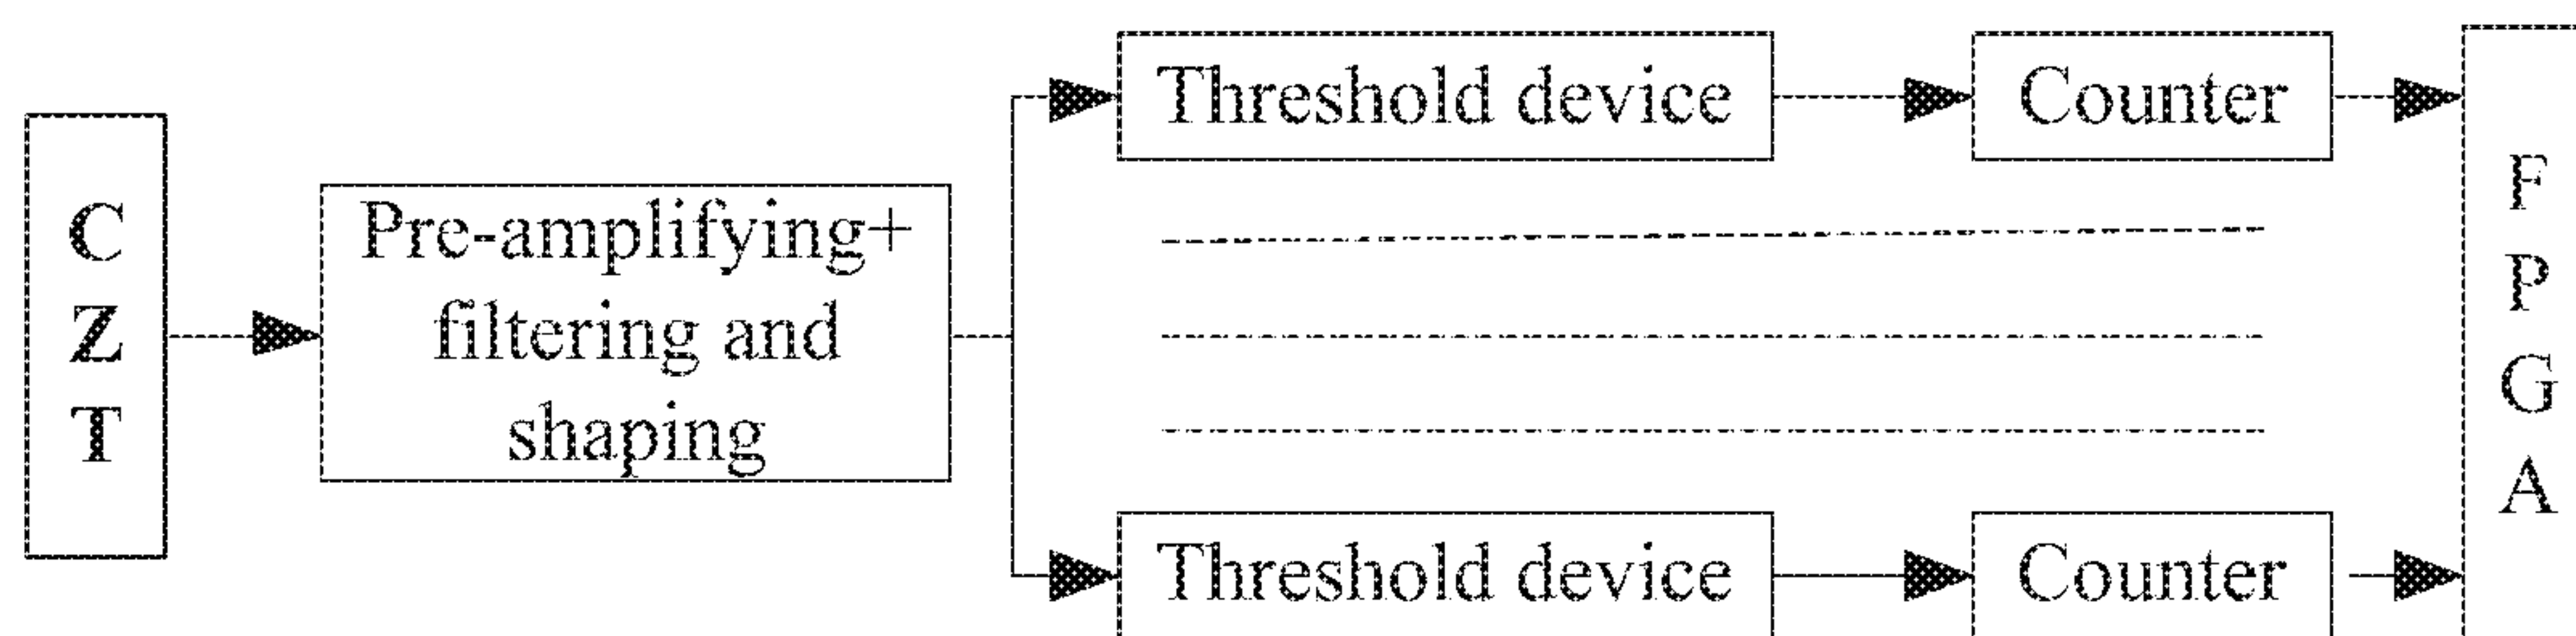 C
Z
T
Pre-amplifying+
filtering and
shaping
Threshold device
Counter
Threshold device
Counter
F
P
G
A